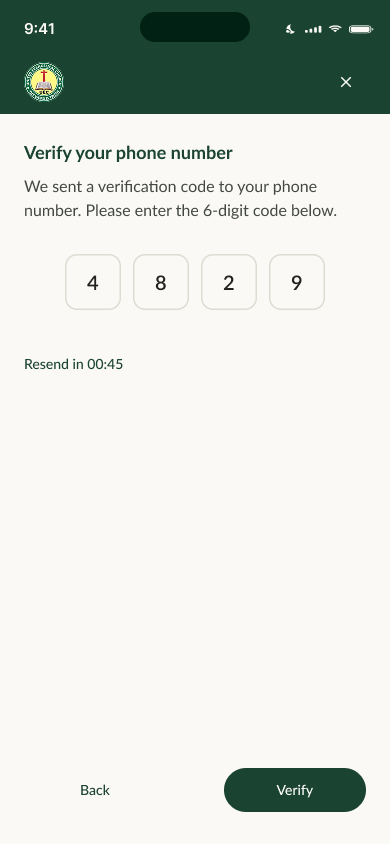 9:41
Verify your phone number
We sent a verification code to your phone
number. Please enter the 6-digit code below.
4 8 2 9
Resend in 00:45
Back Verify